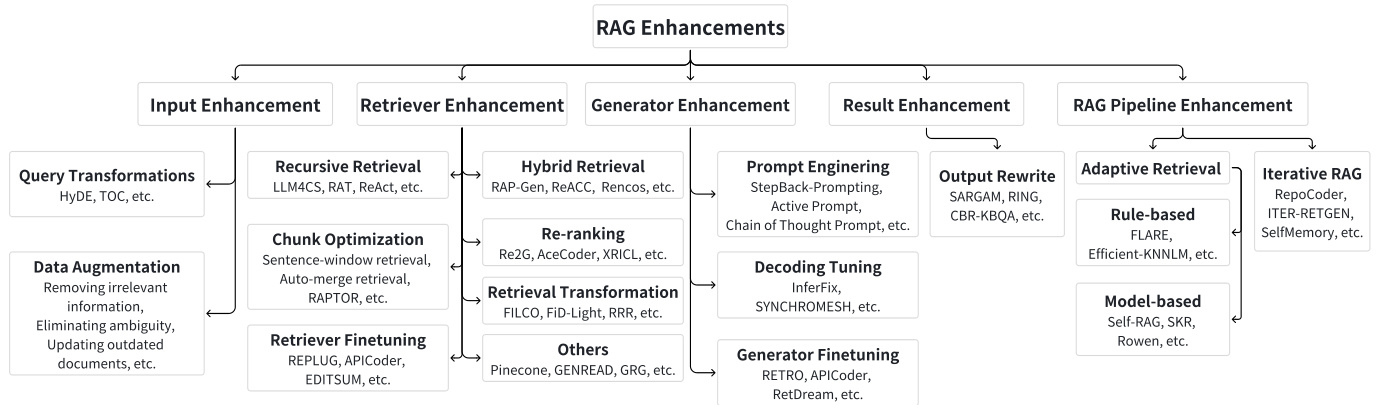 RAG Enhancements
Input Enhancement
Query Transformations
HyDE, TOC, etc.
Data Augmentation
Removing irrelevant
information,
Eliminating ambiguity,
Updating outdated
documents, etc.
Retriever Enhancement
Recursive Retrieval
LLM4CS, RAT, ReAct, etc.
Chunk Optimization
Sentence-window retrieval,
Auto-merge retrieval,
RAPTOR, etc.
Retriever Finetuning
REPLUG, APICoder,
EDITSUM, etc.
Hybrid Retrieval
RAP-Gen, ReACC, Rencos, etc.
Re-ranking
Re2G, AceCoder, XRICL, etc.
Retrieval Transformation
FILCO, FiD-Light, RRR, etc.
Others
Pinecone, GENREAD, GRG, etc.
Generator Enhancement
Prompt Enginering
StepBack-Prompting,
Active Prompt,
Chain of Thought Prompt, etc.
Decoding Tuning
InferFix,
SYNCHROMESH, etc.
Generator Finetuning
RETRO, APICoder,
RetDream, etc.
Result Enhancement
Output Rewrite
SARGAM, RING,
CBR-KBQA, etc.
RAG Pipeline Enhancement
Adaptive Retrieval
Rule-based
FLARE,
Efficient-KNNLM, etc.
Model-based
Self-RAG, SKR,
Rowen, etc.
Iterative RAG
RepoCoder,
ITER-RETGEN,
SelfMemory, etc.